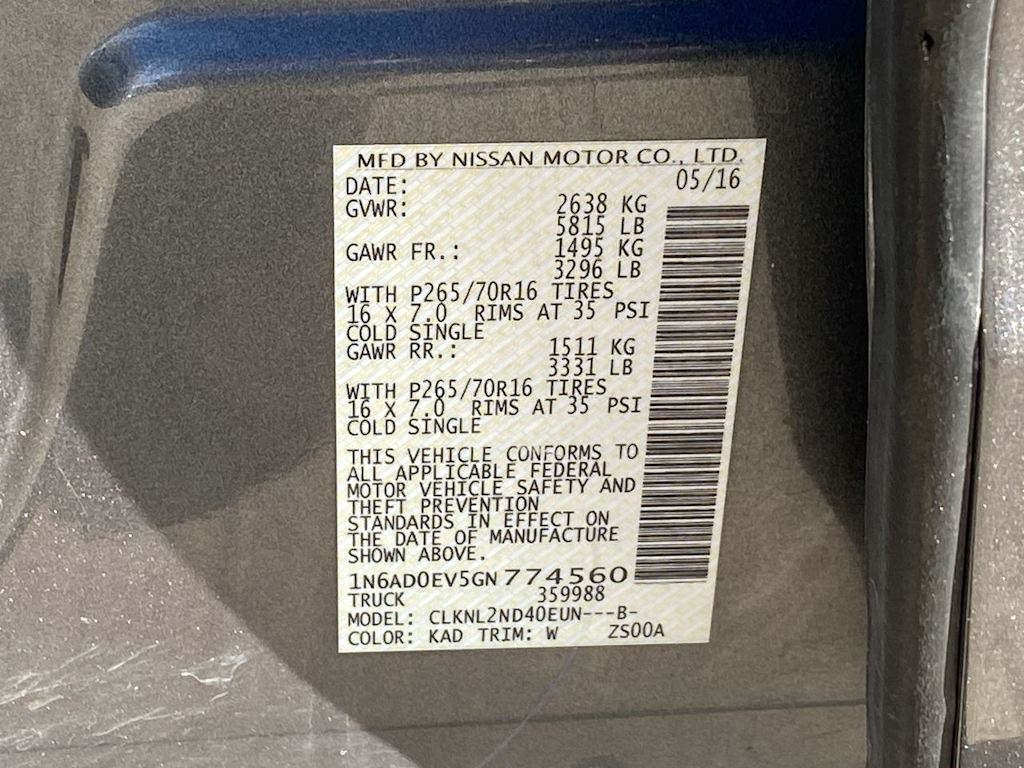 MFD BY NISSAN MOTOR CO., LTD.
DATE: 05/16
GVWR: 2638 KG
5815 LB
GAWR FR.: 1495 KG
3296 LB
WITH P265/70R16 TIRES
16 X 7.0 RIMS AT 35 PSI
COLD SINGLE
GAWR RR.: 1511 KG
3331 LB
WITH P265/70R16 TIRES
16 X 7.0 RIMS AT 35 PSI
COLD SINGLE
THIS VEHICLE CONFORMS TO
ALL APPLICABLE FEDERAL
MOTOR VEHICLE SAFETY AND
THEFT PREVENTION
STANDARDS IN EFFECT ON
THE DATE OF MANUFACTURE
SHOWN ABOVE.
1N6AD0EV5GN774560
TRUCK 359988
MODEL: CLKNL2ND40EUN---B-
COLOR: KAD TRIM: W ZS00A